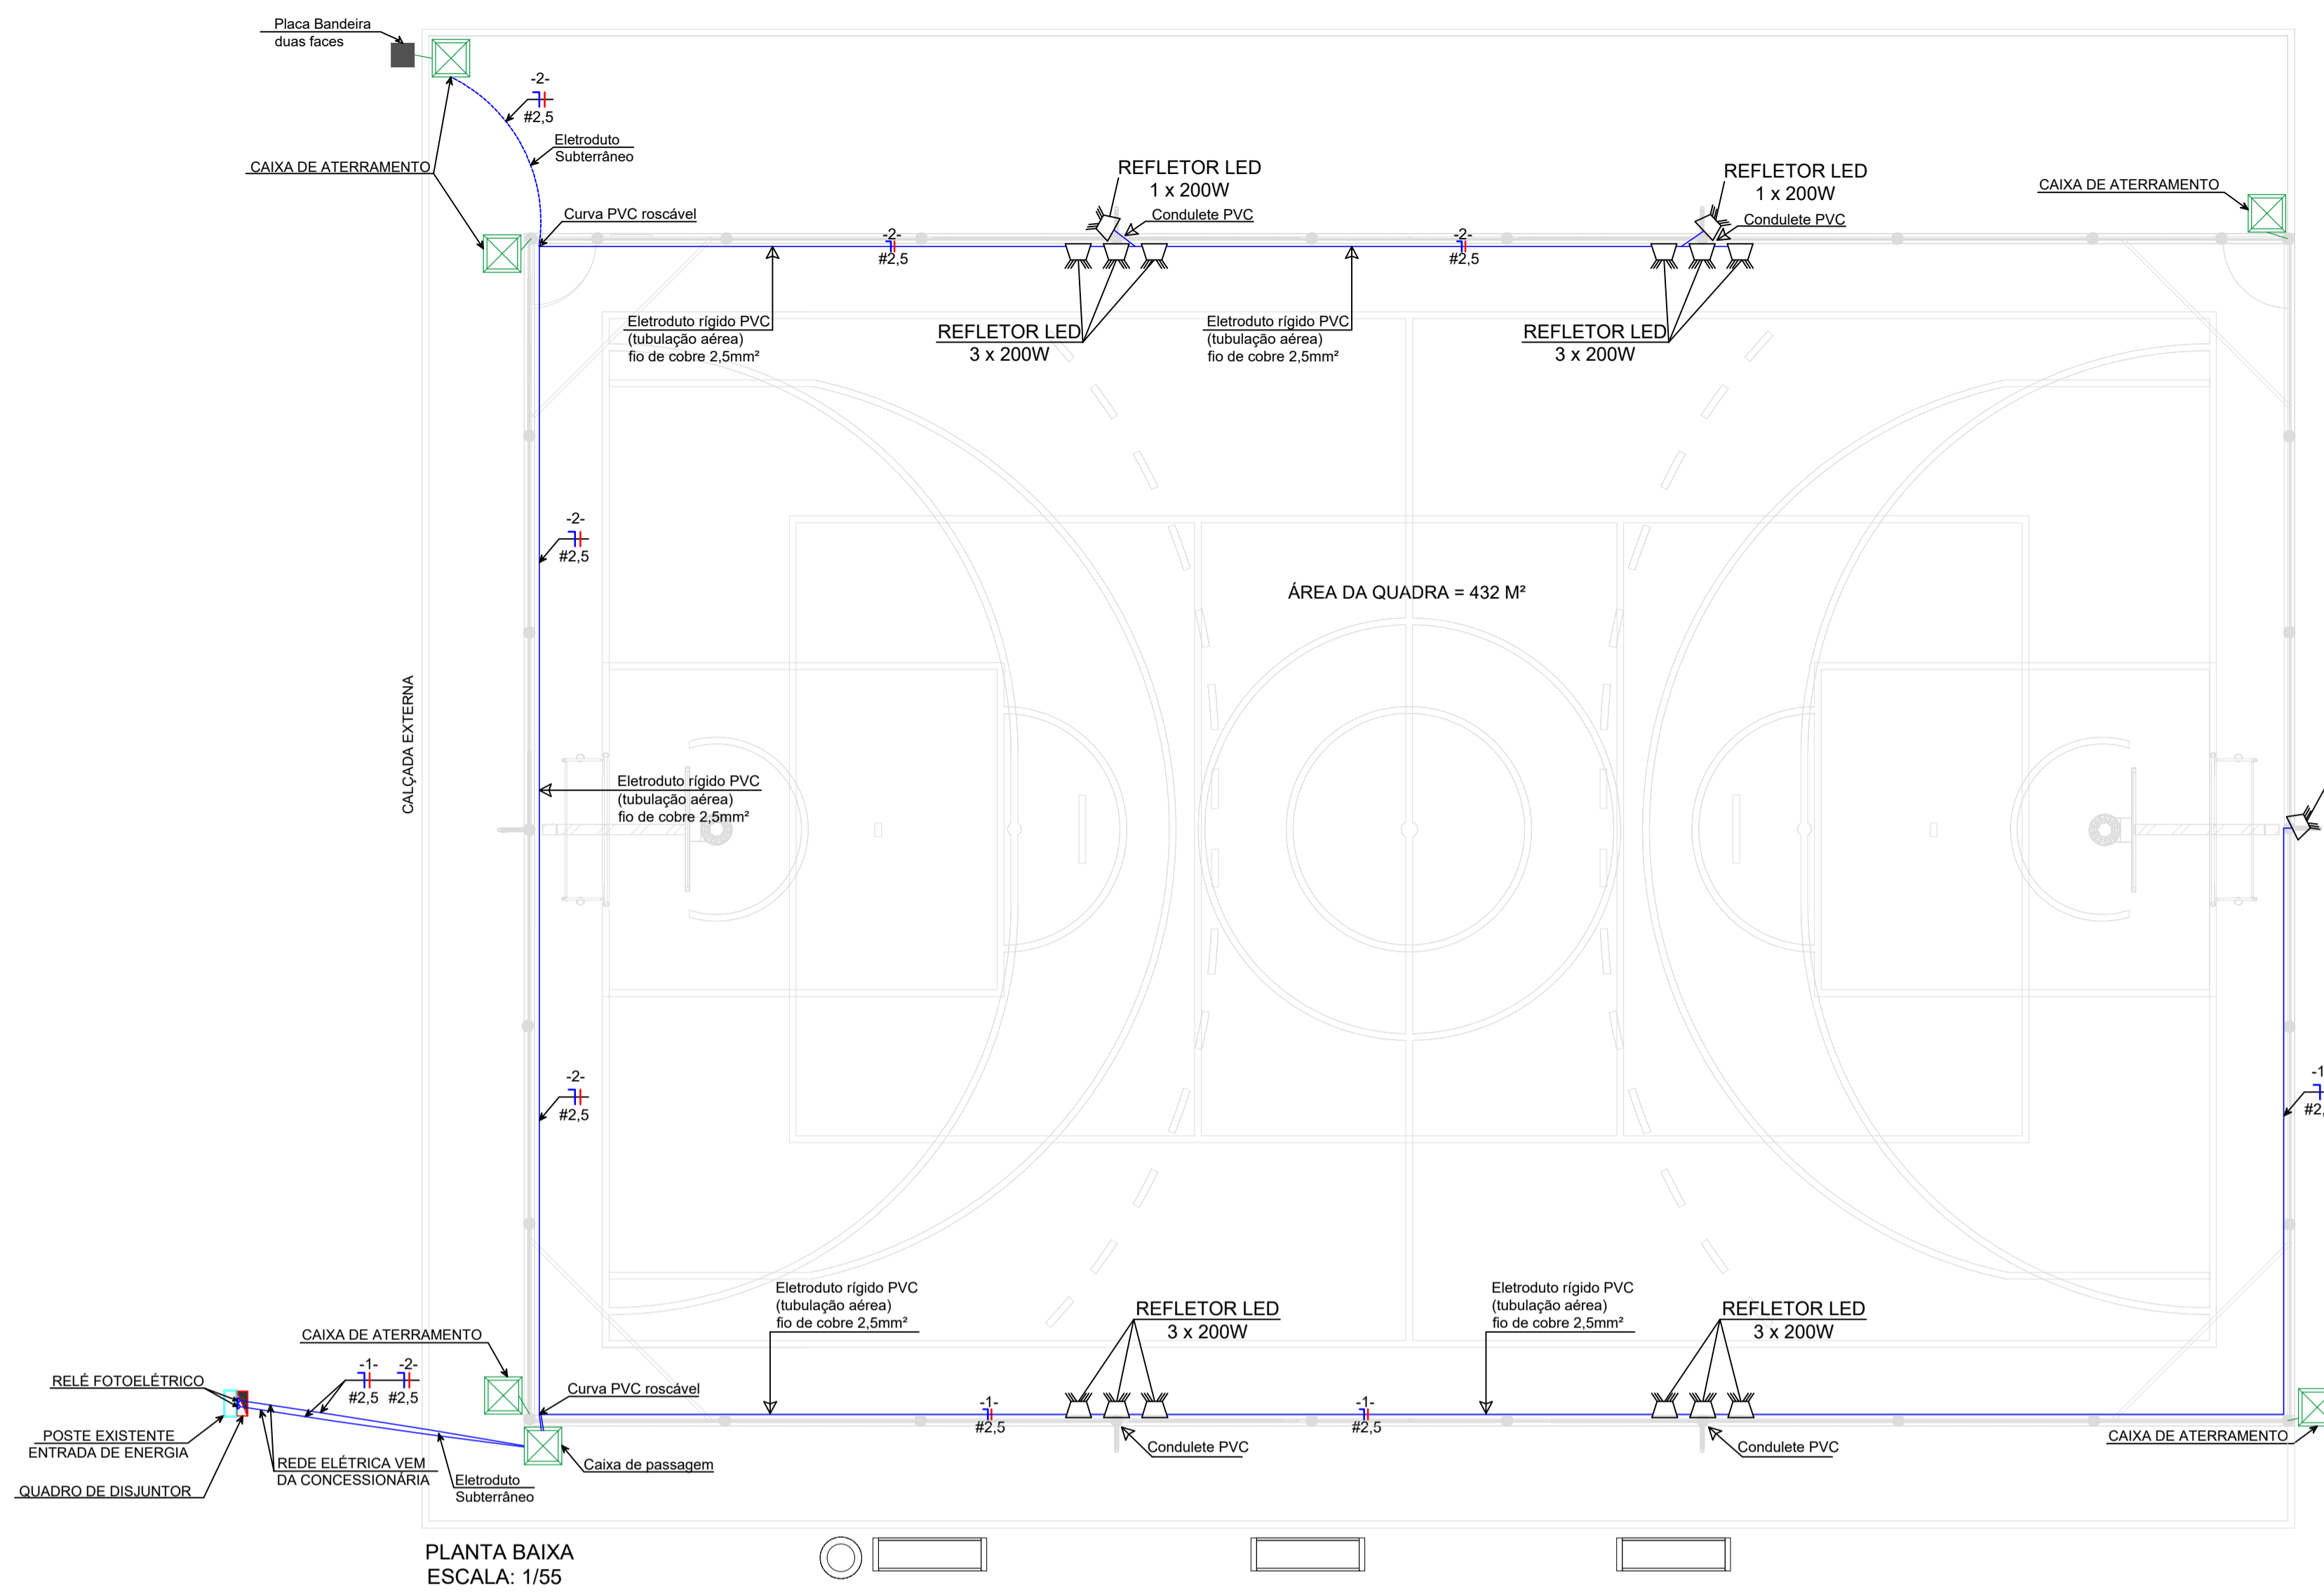 Placa Bandeira
duas faces
-2-
#2,5
Eletroduto
Subterrâneo
CAIXA DE ATERRAMENTO
REFLETOR LED
1 x 200W
REFLETOR LED
1 x 200W
CAIXA DE ATERRAMENTO
Curva PVC roscável
Condulete PVC
Condulete PVC
-2-
#2,5
-2-
#2,5
Eletroduto rígido PVC
(tubulação aérea)
fio de cobre 2,5mm²
REFLETOR LED
3 x 200W
Eletroduto rígido PVC
(tubulação aérea)
fio de cobre 2,5mm²
REFLETOR LED
3 x 200W
-2-
#2,5
ÁREA DA QUADRA = 432 M²
CALÇADA EXTERNA
Eletroduto rígido PVC
(tubulação aérea)
fio de cobre 2,5mm²
-2-
#2,5
-1
#2,
Eletroduto rígido PVC
(tubulação aérea)
fio de cobre 2,5mm²
REFLETOR LED
3 x 200W
Eletroduto rígido PVC
(tubulação aérea)
fio de cobre 2,5mm²
REFLETOR LED
3 x 200W
CAIXA DE ATERRAMENTO
RELÉ FOTOELÉTRICO
-1- -2-
#2,5 #2,5
Curva PVC roscável
-1-
#2,5
-1-
#2,5
POSTE EXISTENTE
ENTRADA DE ENERGIA
Condulete PVC
Condulete PVC
CAIXA DE ATERRAMENTO
REDE ELÉTRICA VEM
DA CONCESSIONÁRIA
Caixa de passagem
Eletroduto
Subterrâneo
QUADRO DE DISJUNTOR
PLANTA BAIXA
ESCALA: 1/55